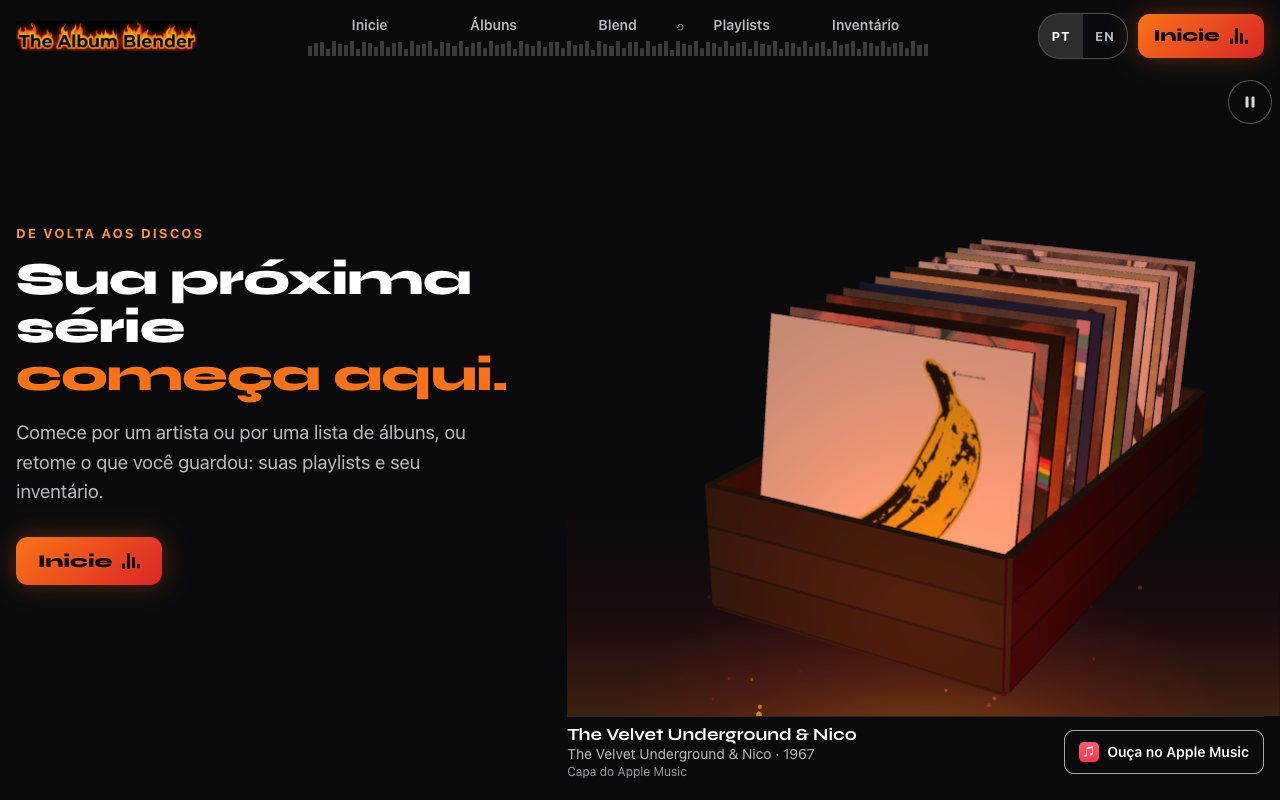 The Album Blender
Inicie
Álbuns
Blend
Playlists
Inventário
PT
EN
Inicie
DE VOLTA AOS DISCOS
Sua próxima
série
começa aqui.
Comece por um artista ou por uma lista de álbuns, ou
retome o que você guardou: suas playlists e seu
inventário.
Inicie
The Velvet Underground & Nico
The Velvet Underground & Nico · 1967
Capa do Apple Music
Ouça no Apple Music